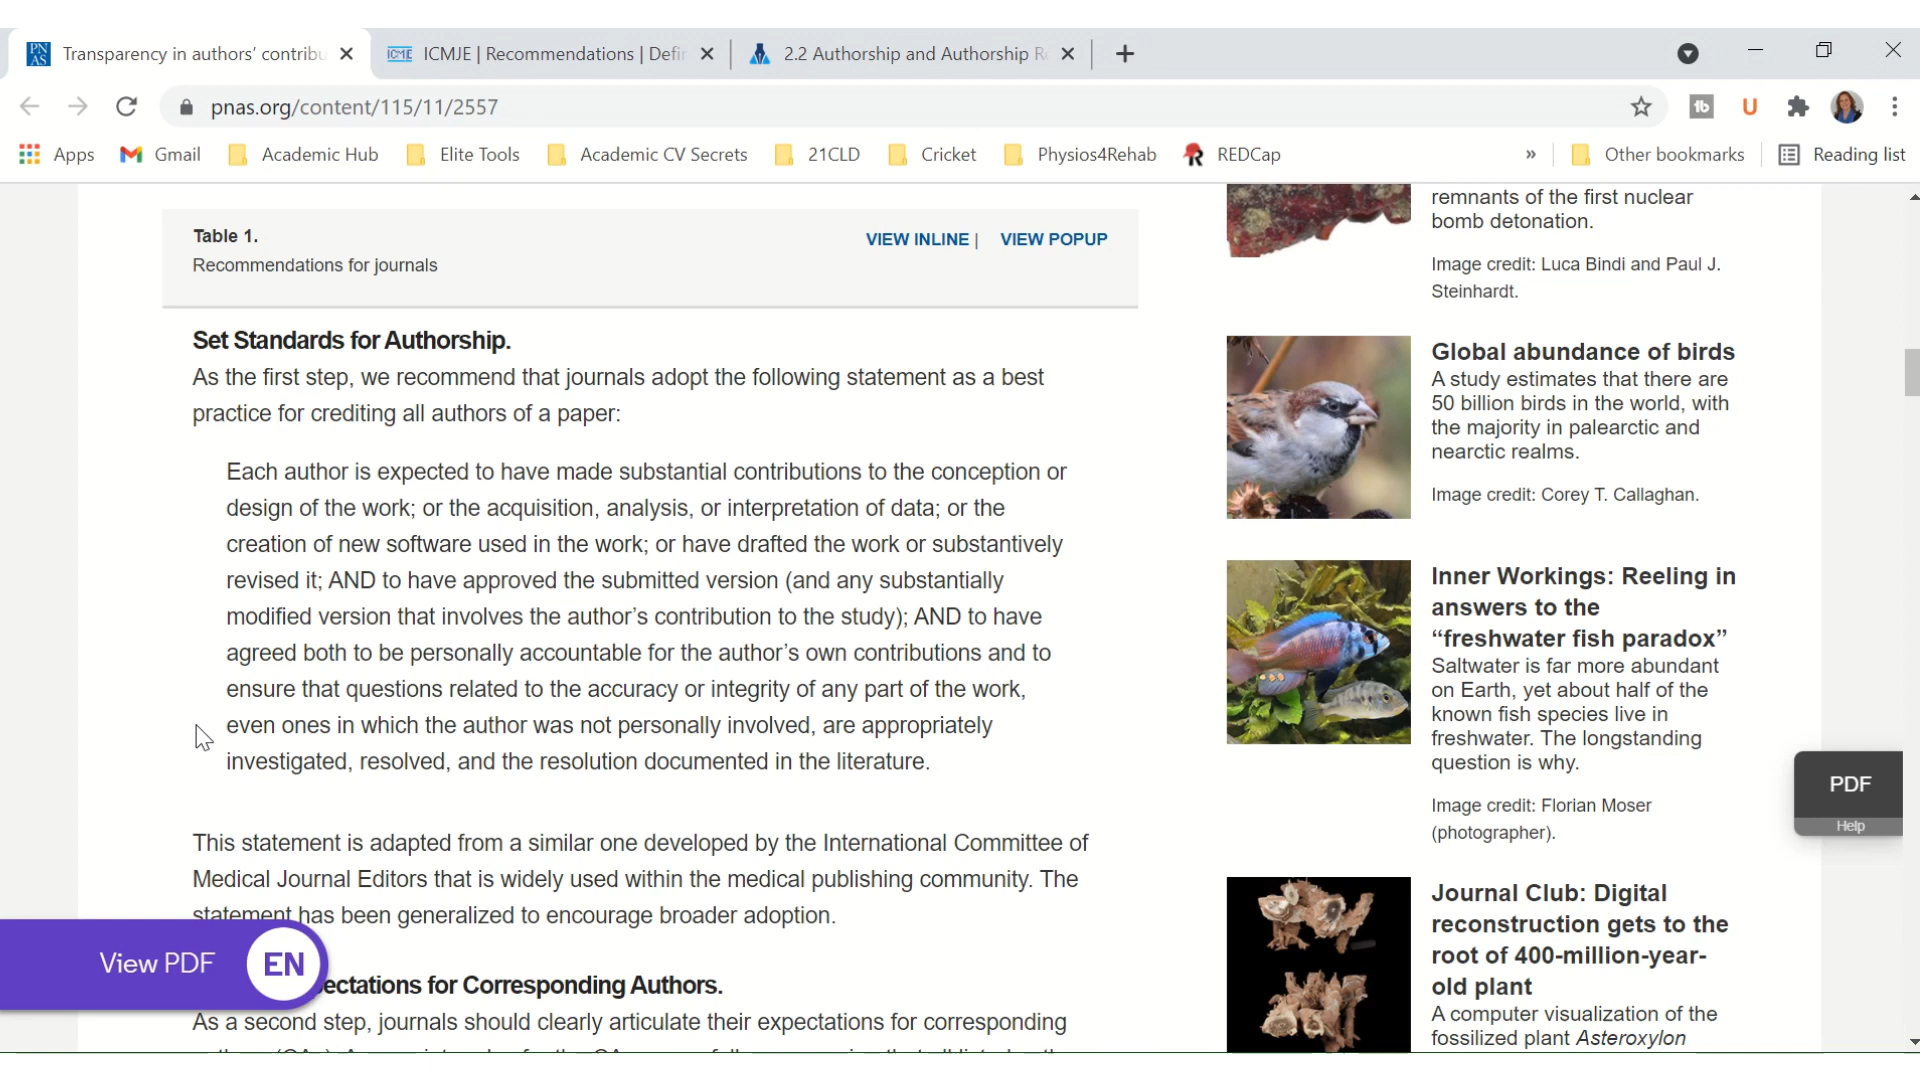 PN
AS
Transparency in authors' contribu
ICMJE
ICMJE | Recommendations | Defi
2.2 Authorship and Authorship R
pnas.org/content/115/11/2557
fb
U
Apps
Gmail
Academic Hub
Elite Tools
Academic CV Secrets
21CLD
Cricket
Physios4Rehab
REDCap
»
Other bookmarks
Reading list
Table 1.
VIEW INLINE |
VIEW POPUP
Recommendations for journals
Set Standards for Authorship.
As the first step, we recommend that journals adopt the following statement as a best
practice for crediting all authors of a paper:
Each author is expected to have made substantial contributions to the conception or
design of the work; or the acquisition, analysis, or interpretation of data; or the
creation of new software used in the work; or have drafted the work or substantively
revised it; AND to have approved the submitted version (and any substantially
modified version that involves the author's contribution to the study); AND to have
agreed both to be personally accountable for the author's own contributions and to
ensure that questions related to the accuracy or integrity of any part of the work,
even ones in which the author was not personally involved, are appropriately
investigated, resolved, and the resolution documented in the literature.
This statement is adapted from a similar one developed by the International Committee of
Medical Journal Editors that is widely used within the medical publishing community. The
statement has been generalized to encourage broader adoption.
View PDF
EN
ectations for Corresponding Authors.
As a second step, journals should clearly articulate their expectations for corresponding
remnants of the first nuclear
bomb detonation.
Image credit: Luca Bindi and Paul J.
Steinhardt.
Global abundance of birds
A study estimates that there are
50 billion birds in the world, with
the majority in palearctic and
nearctic realms.
Image credit: Corey T. Callaghan.
Inner Workings: Reeling in
answers to the
“freshwater fish paradox”
Saltwater is far more abundant
on Earth, yet about half of the
known fish species live in
freshwater. The longstanding
question is why.
Image credit: Florian Moser
(photographer).
Journal Club: Digital
reconstruction gets to the
root of 400-million-year-
old plant
A computer visualization of the
fossilized plant Asteroxylon
PDF
Help